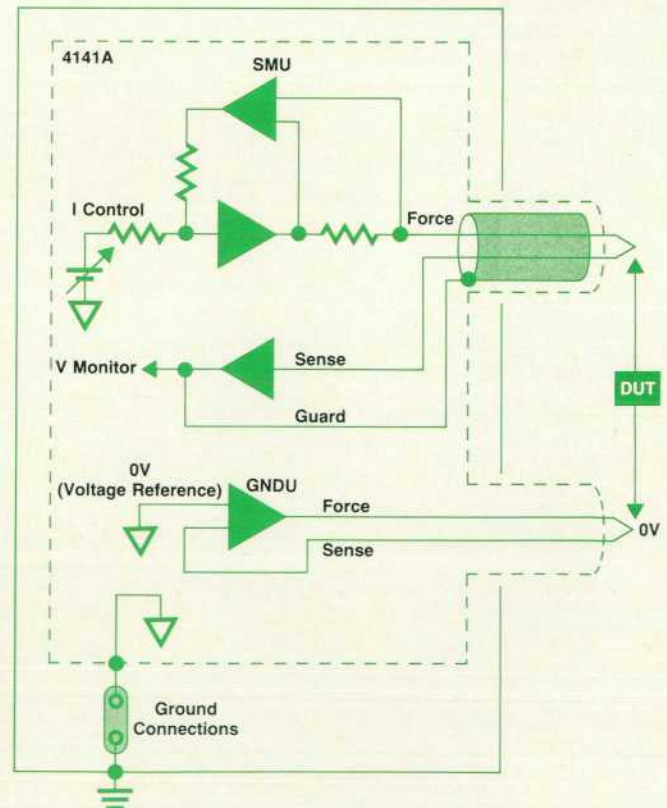 4141A
SMU
I Control
Force
V Monitor
Sense
Guard
DUT
0V
(Voltage Reference)
GNDU
Force
0V
Sense
Ground
Connections